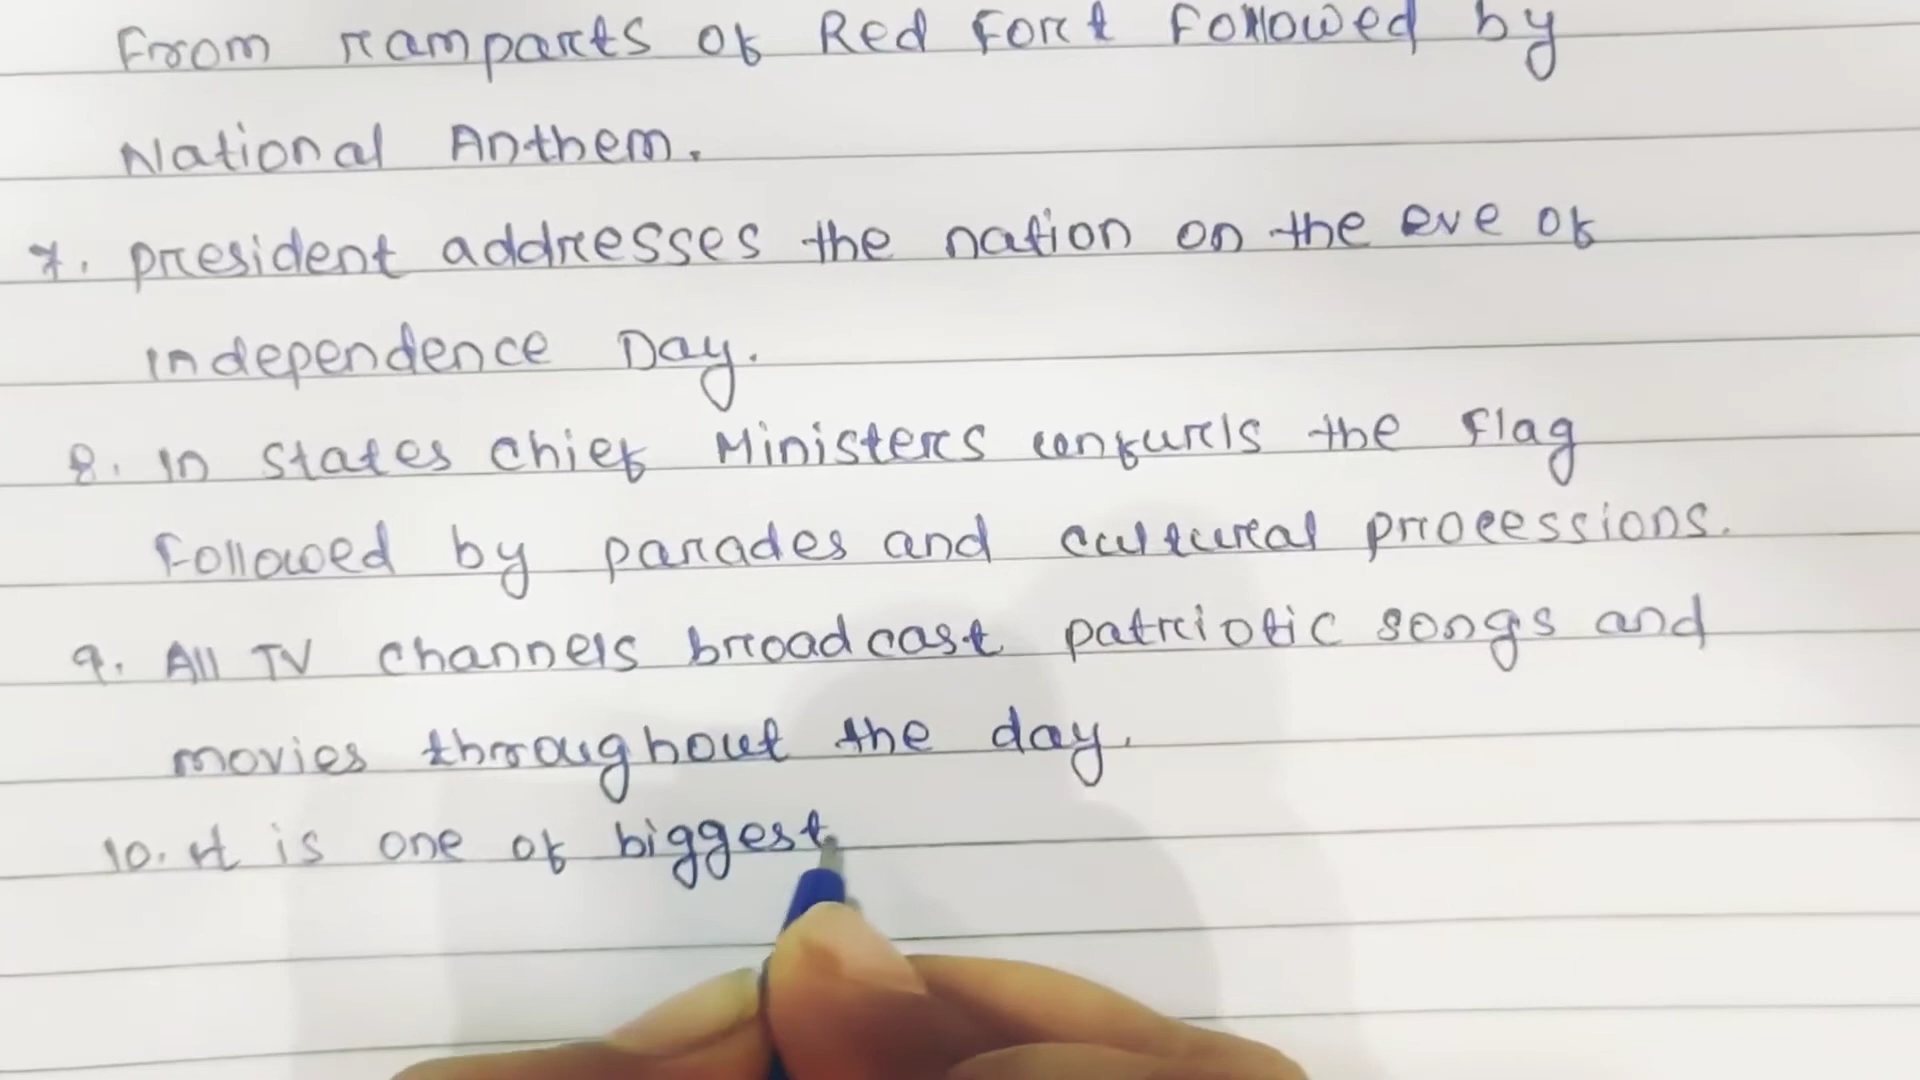 From ramparts of Red Fort Followed by
National Anthem.
7. president addresses the nation on the eve of
independence Day.
8. In states chief Ministers unfurls the flag
Followed by parades and cultural processions.
9. All TV channels broadcast patriotic songs and
movies throughout the day.
10. It is one of biggest